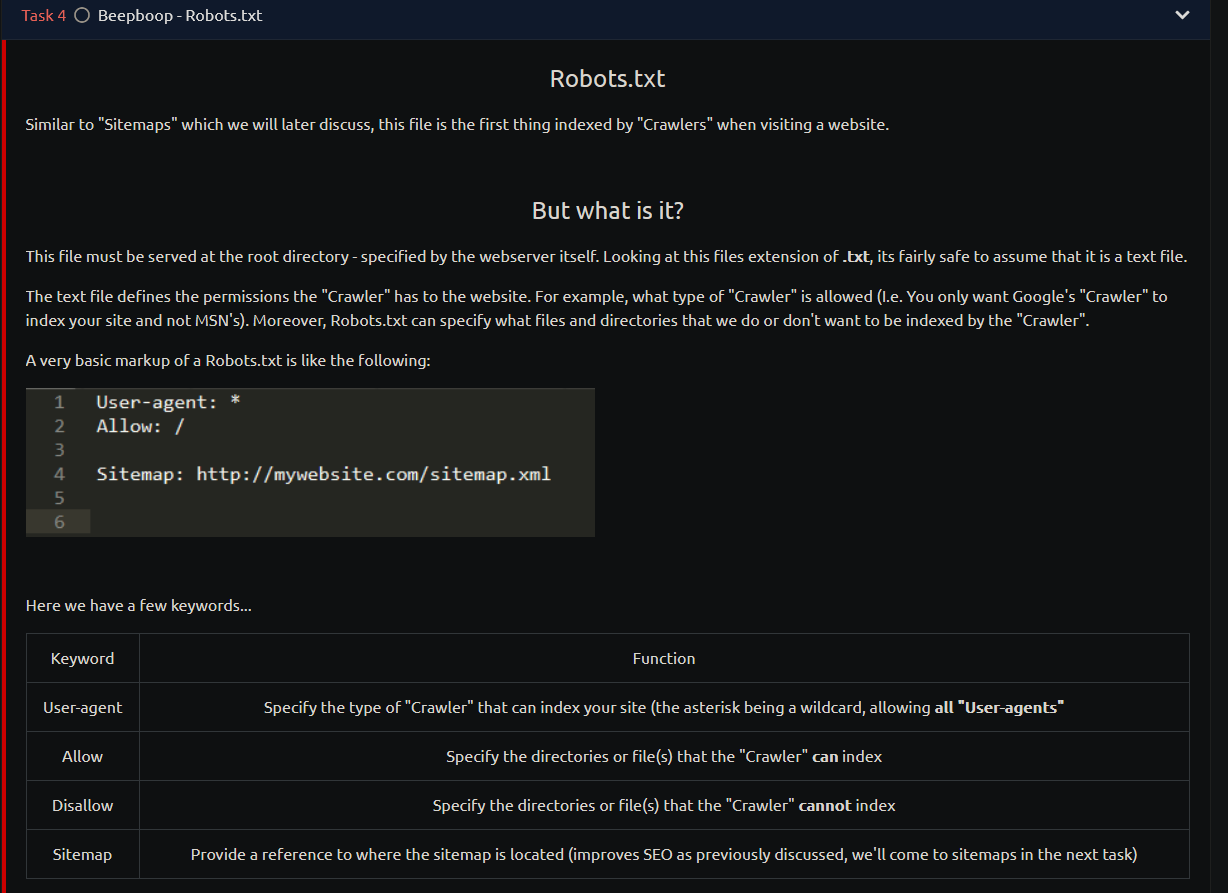 Task 4 Beepboop - Robots.txt
Robots.txt
Similar to "Sitemaps" which we will later discuss, this file is the first thing indexed by "Crawlers" when visiting a website.
But what is it?
This file must be served at the root directory - specified by the webserver itself. Looking at this files extension of .txt, its fairly safe to assume that it is a text file.
The text file defines the permissions the "Crawler" has to the website. For example, what type of "Crawler" is allowed (I.e. You only want Google's "Crawler" to
index your site and not MSN's). Moreover, Robots.txt can specify what files and directories that we do or don't want to be indexed by the "Crawler".
A very basic markup of a Robots.txt is like the following:
1 User-agent: *
2 Allow: /
3
4 Sitemap: http://mywebsite.com/sitemap.xml
5
6
Here we have a few keywords...
Keyword Function
User-agent Specify the type of "Crawler" that can index your site (the asterisk being a wildcard, allowing all "User-agents"
Allow Specify the directories or file(s) that the "Crawler" can index
Disallow Specify the directories or file(s) that the "Crawler" cannot index
Sitemap Provide a reference to where the sitemap is located (improves SEO as previously discussed, we'll come to sitemaps in the next task)